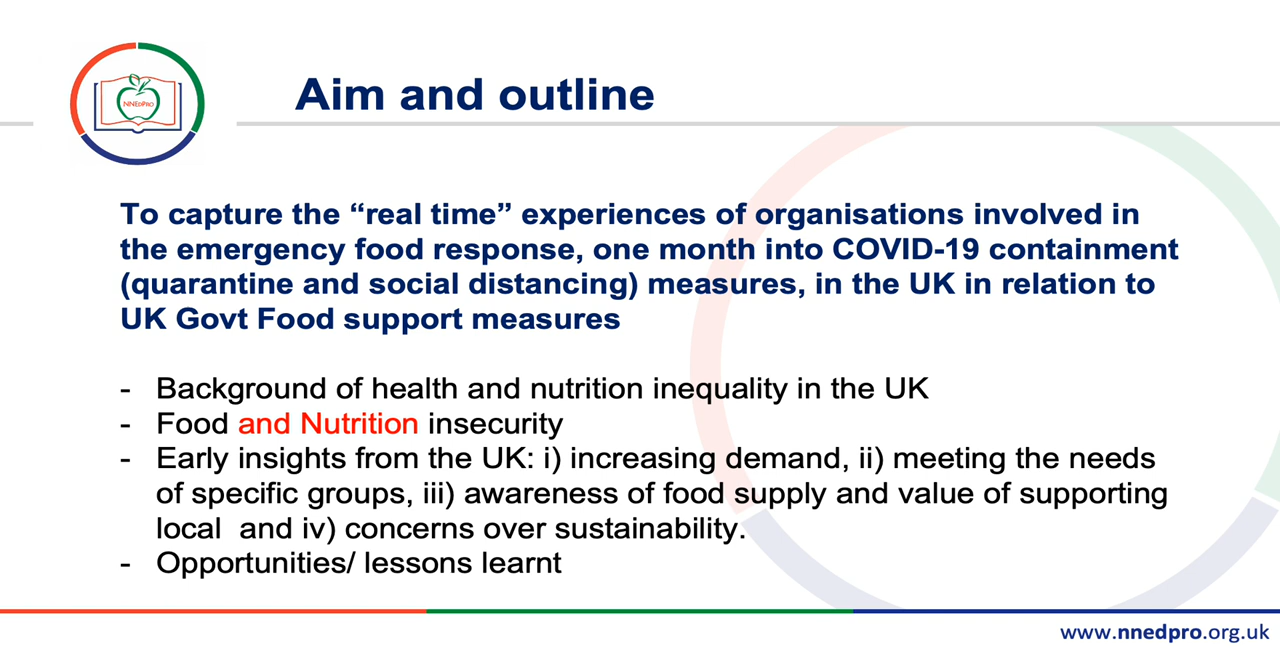 NNEdPro
Aim and outline
To capture the “real time” experiences of organisations involved in
the emergency food response, one month into COVID-19 containment
(quarantine and social distancing) measures, in the UK in relation to
UK Govt Food support measures
- Background of health and nutrition inequality in the UK
- Food and Nutrition insecurity
- Early insights from the UK: i) increasing demand, ii) meeting the needs
of specific groups, iii) awareness of food supply and value of supporting
local  and iv) concerns over sustainability.
- Opportunities/ lessons learnt
www.nnedpro.org.uk